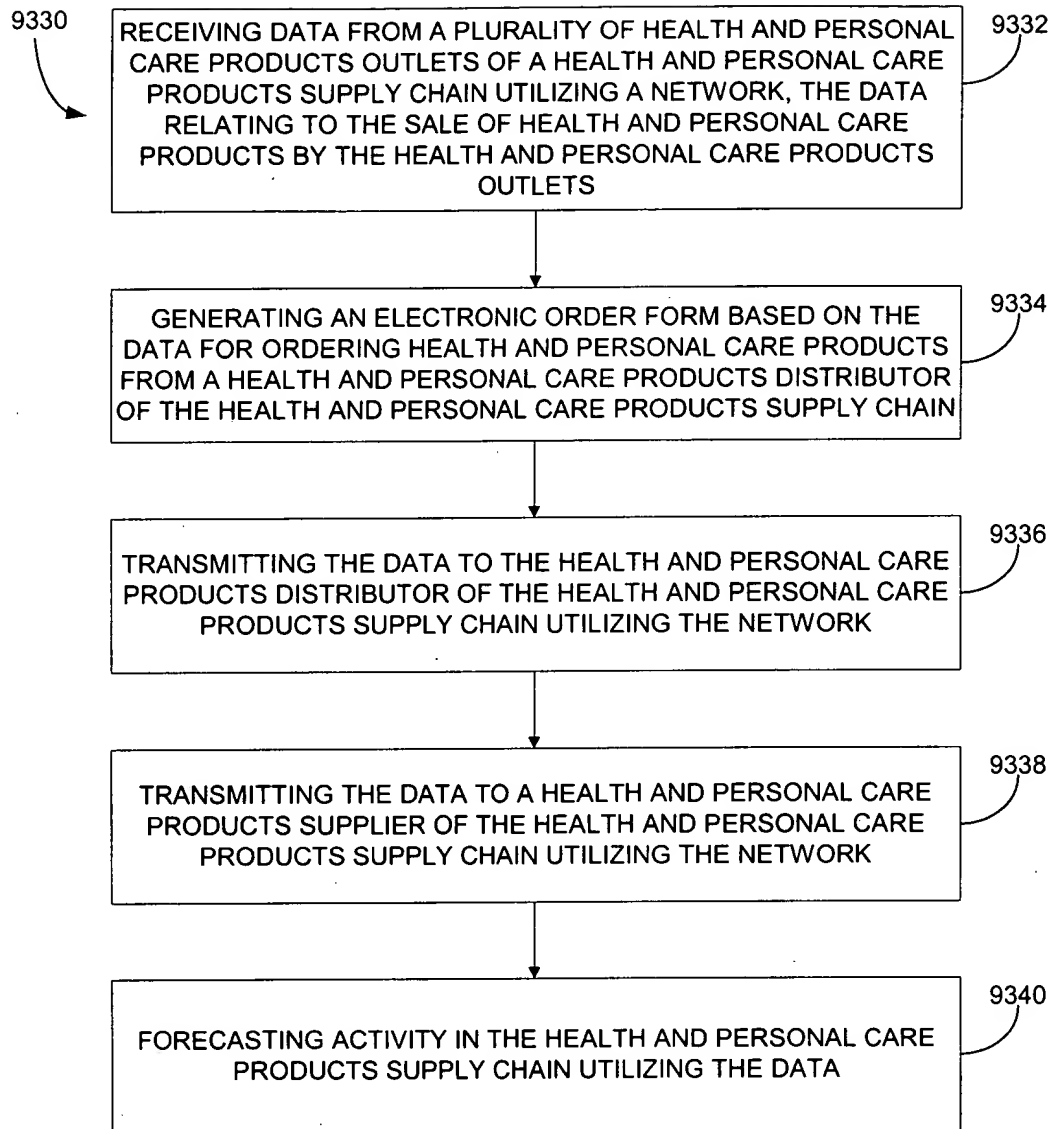 9330
RECEIVING DATA FROM A PLURALITY OF HEALTH AND PERSONAL
CARE PRODUCTS OUTLETS OF A HEALTH AND PERSONAL CARE
PRODUCTS SUPPLY CHAIN UTILIZING A NETWORK, THE DATA
RELATING TO THE SALE OF HEALTH AND PERSONAL CARE
PRODUCTS BY THE HEALTH AND PERSONAL CARE PRODUCTS
OUTLETS
9332
GENERATING AN ELECTRONIC ORDER FORM BASED ON THE
DATA FOR ORDERING HEALTH AND PERSONAL CARE PRODUCTS
FROM A HEALTH AND PERSONAL CARE PRODUCTS DISTRIBUTOR
OF THE HEALTH AND PERSONAL CARE PRODUCTS SUPPLY CHAIN
9334
TRANSMITTING THE DATA TO THE HEALTH AND PERSONAL CARE
PRODUCTS DISTRIBUTOR OF THE HEALTH AND PERSONAL CARE
PRODUCTS SUPPLY CHAIN UTILIZING THE NETWORK
9336
TRANSMITTING THE DATA TO A HEALTH AND PERSONAL CARE
PRODUCTS SUPPLIER OF THE HEALTH AND PERSONAL CARE
PRODUCTS SUPPLY CHAIN UTILIZING THE NETWORK
9338
FORECASTING ACTIVITY IN THE HEALTH AND PERSONAL CARE
PRODUCTS SUPPLY CHAIN UTILIZING THE DATA
9340